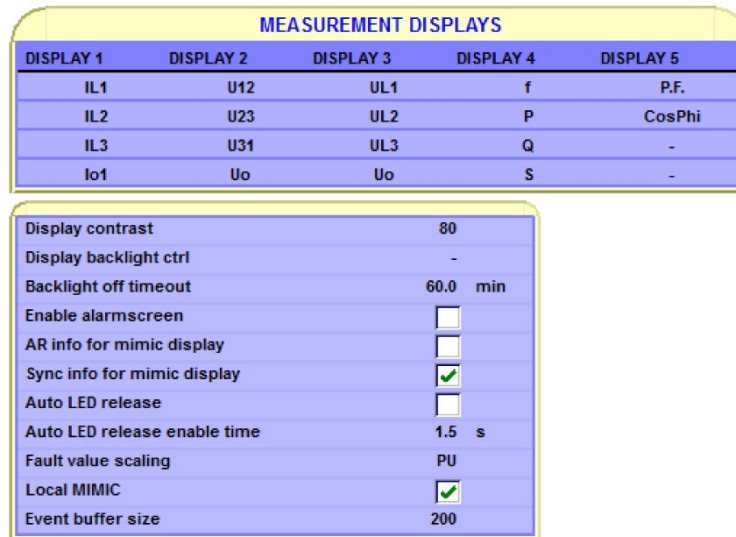 MEASUREMENT DISPLAYS
DISPLAY 1 DISPLAY 2 DISPLAY 3 DISPLAY 4 DISPLAY 5
IL1 U12 UL1 f P.F.
IL2 U23 UL2 P CosPhi
IL3 U31 UL3 Q -
Io1 Uo Uo S -
Display contrast 80
Display backlight ctrl -
Backlight off timeout 60.0 min
Enable alarmscreen
AR info for mimic display
Sync info for mimic display
Auto LED release
Auto LED release enable time 1.5 s
Fault value scaling PU
Local MIMIC
Event buffer size 200